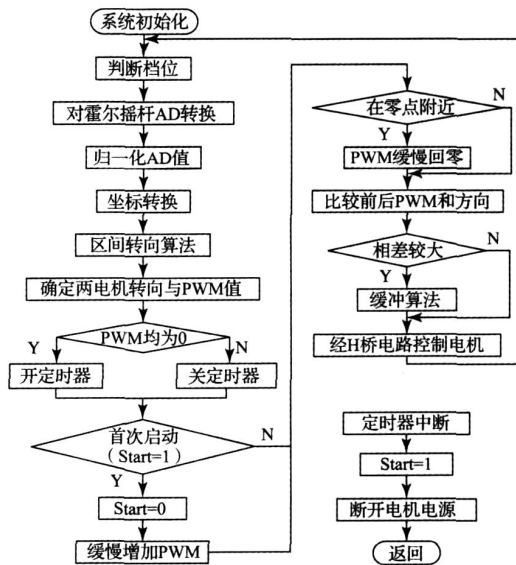 系统初始化
判断档位
对霍尔摇杆AD转换
归一化AD值
坐标转换
区间转向算法
确定两电机转向与PWM值
PWM均为0
Y
N
开定时器
关定时器
首次启动
（Start=1）
N
Y
Start=0
缓慢增加PWM
在零点附近
N
Y
PWM缓慢回零
比较前后PWM和方向
相差较大
N
Y
缓冲算法
经H桥电路控制电机
定时器中断
Start=1
断开电机电源
返回